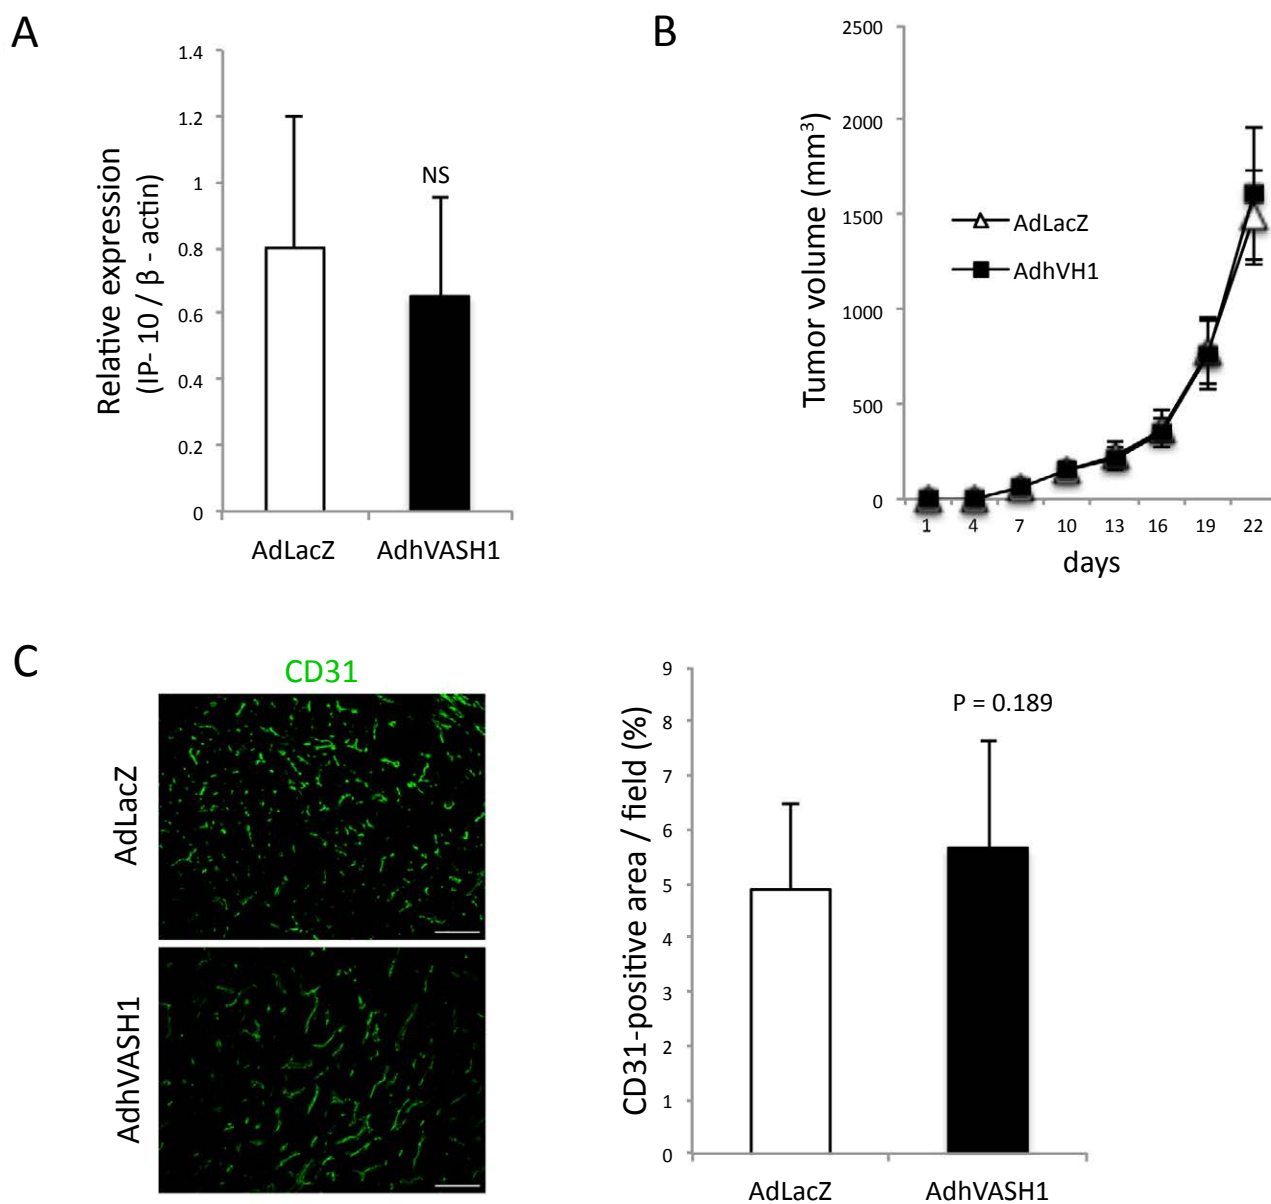 A
1.4
1.2
1
0.8
0.6
0.4
0.2
0
Relative expression
(IP- 10 / β - actin)
NS
AdLacZ
AdhVASH1
B
2500
2000
1500
1000
500
0
Tumor volume (mm³)
AdLacZ
AdhVH1
1 4 7 10 13 16 19 22
days
C
CD31
AdLacZ
AdhVASH1
9
8
7
6
5
4
3
2
1
0
CD31-positive area / field (%)
P = 0.189
AdLacZ
AdhVASH1